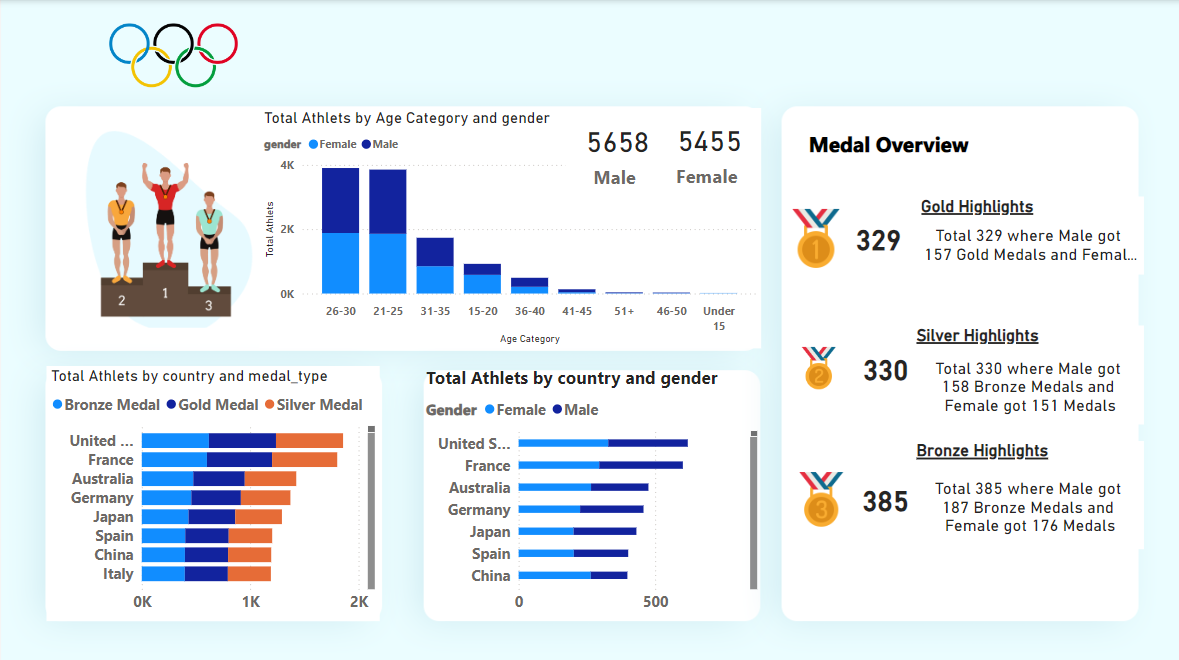 Total Athlets by Age Category and gender
gender Female Male
5658 5455
Male Female
4K
2K
0K
Total Athlets
26-30 21-25 31-35 15-20 36-40 41-45 51+ 46-50 Under
15
Age Category
2 1 3
Total Athlets by country and medal_type
Bronze Medal Gold Medal Silver Medal
United ...
France
Australia
Germany
Japan
Spain
China
Italy
0K 1K 2K
Total Athlets by country and gender
Gender Female Male
United S...
France
Australia
Germany
Japan
Spain
China
0 500
Medal Overview
Gold Highlights
1
329
Total 329 where Male got
157 Gold Medals and Femal...
Silver Highlights
2
330
Total 330 where Male got
158 Bronze Medals and
Female got 151 Medals
Bronze Highlights
3
385
Total 385 where Male got
187 Bronze Medals and
Female got 176 Medals